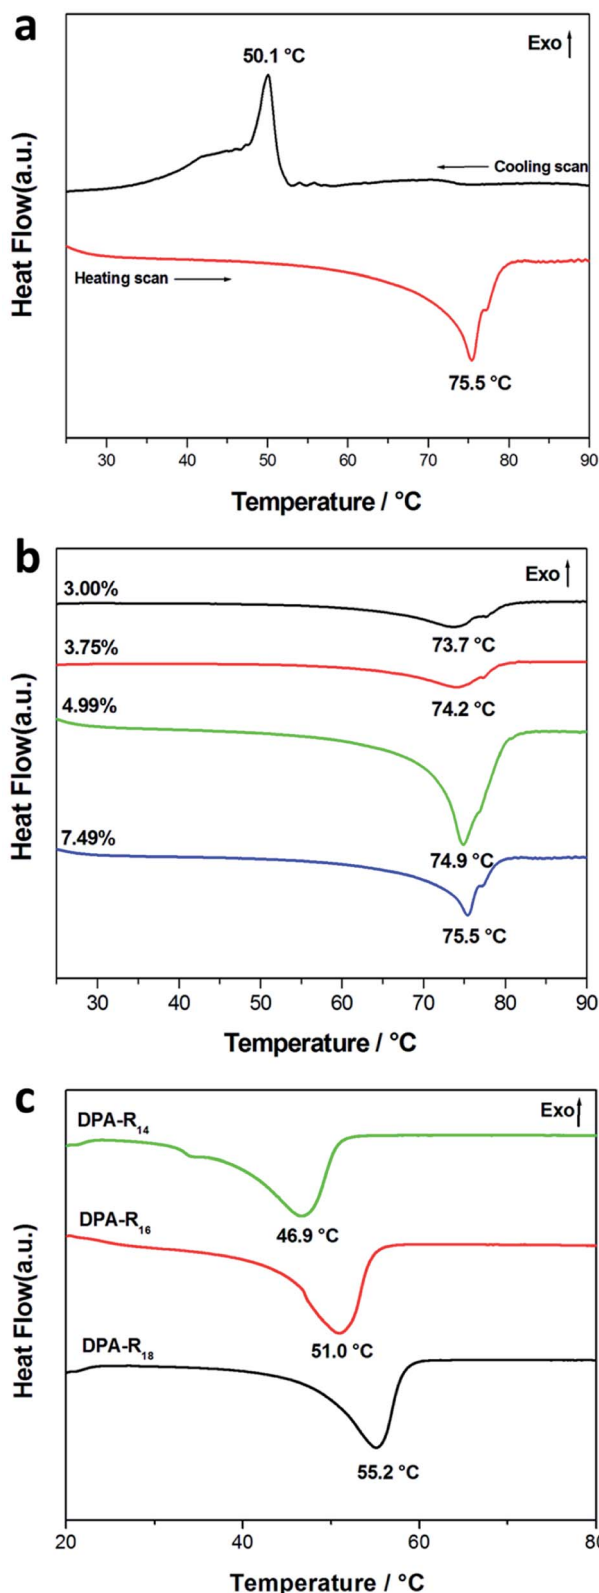 a
Exo ↑
50.1 °C
Cooling scan
Heating scan
75.5 °C
Heat Flow(a.u.)
30 40 50 60 70 80 90
Temperature / °C
b
Exo ↑
3.00%
73.7 °C
3.75%
74.2 °C
4.99%
74.9 °C
7.49%
75.5 °C
Heat Flow(a.u.)
30 40 50 60 70 80 90
Temperature / °C
c
Exo ↑
DPA-R₁₄
46.9 °C
DPA-R₁₆
51.0 °C
DPA-R₁₈
55.2 °C
Heat Flow(a.u.)
20 40 60 80
Temperature / °C